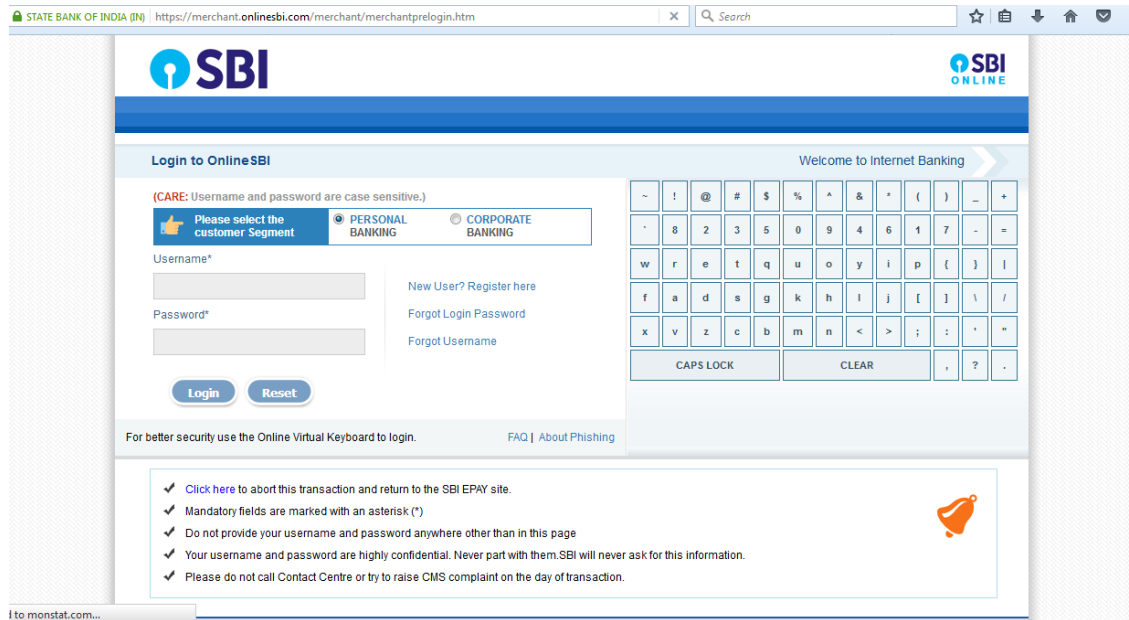 STATE BANK OF INDIA (IN) https://merchant.onlinesbi.com/merchant/merchantprelogin.htm Search
SBI
SBI
ONLINE
Login to OnlineSBI
Welcome to Internet Banking
(CARE: Username and password are case sensitive.)
Please select the customer Segment
PERSONAL BANKING
CORPORATE BANKING
Username*
New User? Register here
Password*
Forgot Login Password
Forgot Username
Login Reset
~ ! @ # $ % ^ & * ( ) _ +
` 8 2 3 5 0 9 4 6 1 7 - =
w r e t q u o y i p { } |
f a d s g k h l j [ ] \ /
x v z c b m n < > ; : ' "
CAPS LOCK CLEAR , ? .
For better security use the Online Virtual Keyboard to login.
FAQ | About Phishing
Click here to abort this transaction and return to the SBI EPAY site.
Mandatory fields are marked with an asterisk (*)
Do not provide your username and password anywhere other than in this page
Your username and password are highly confidential. Never part with them.SBI will never ask for this information.
Please do not call Contact Centre or try to raise CMS complaint on the day of transaction.
to monstat.com...